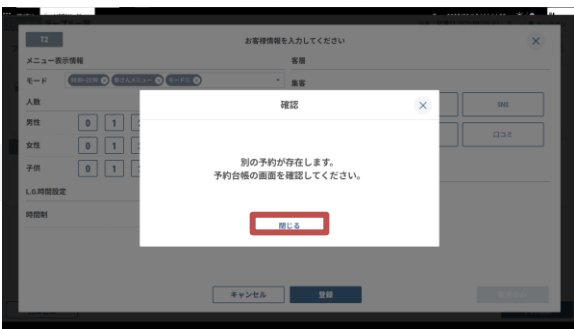 T2
お客様情報を入力してください
メニュー表示情報
客層
モード
集客
人数
男性 0 1
女性 0 1
子供 0 1
L.O.時間設定
時間制
SNS
口コミ
確認
別の予約が存在します。
予約台帳の画面を確認してください。
閉じる
キャンセル
登録